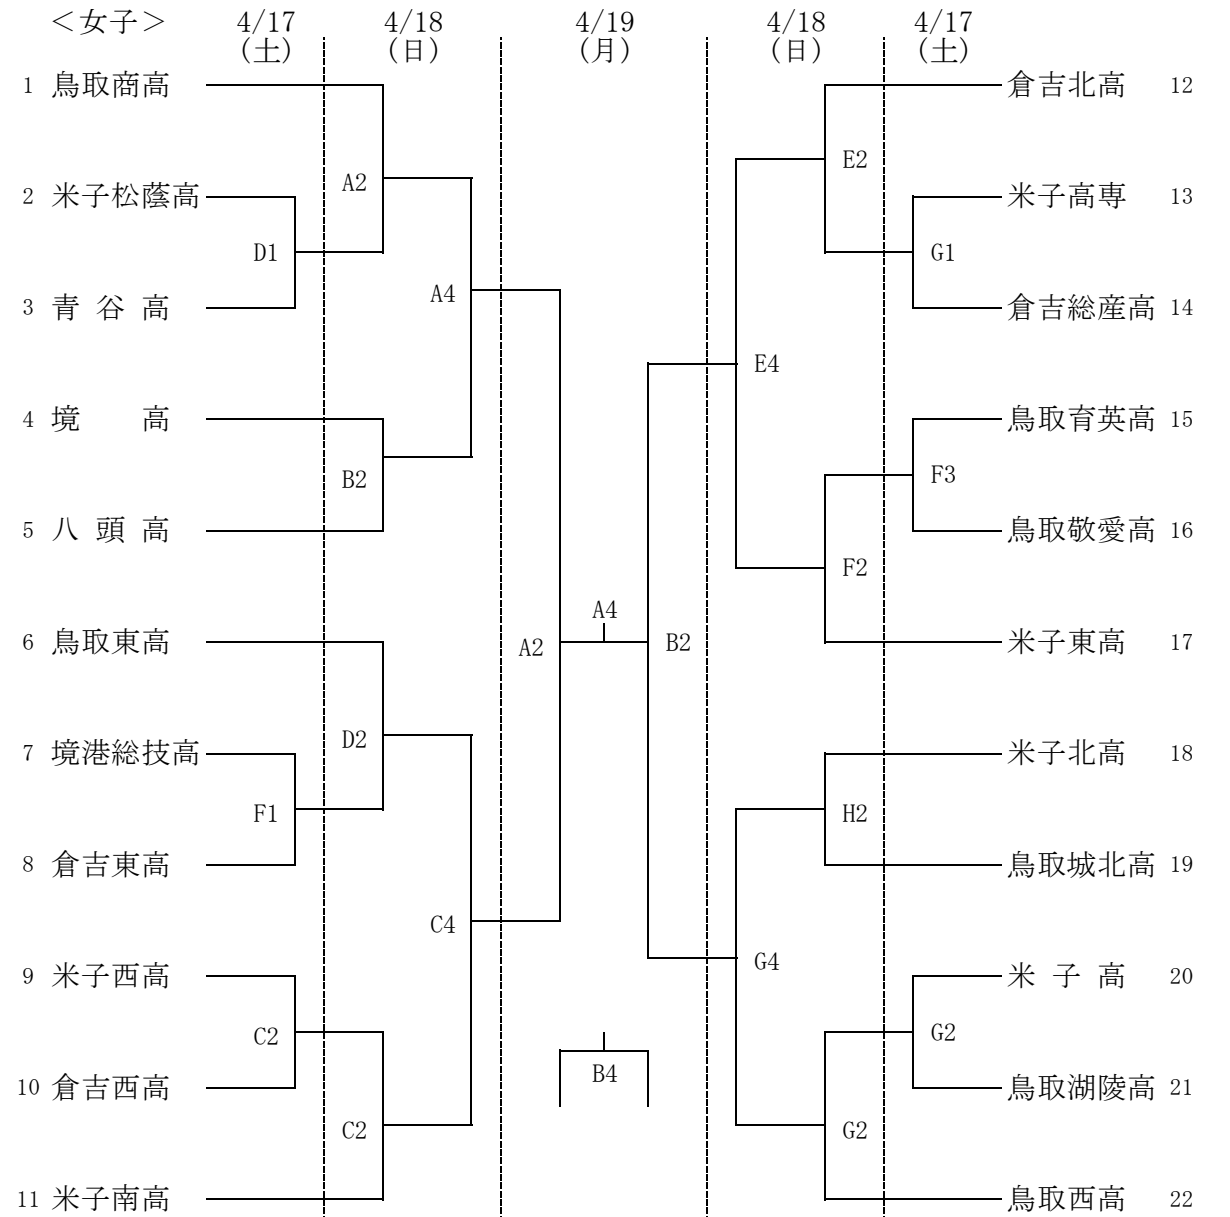 ＜女子＞ 4/17 4/18 4/19 4/18 4/17
(土) (日) (月) (日) (土)
1 鳥取商高 倉吉北高 12
E2
A2
2 米子松蔭高 米子高専 13
D1 G1
A4
3 青谷高 倉吉総産高 14
E4
4 境　高 鳥取育英高 15
B2 F3
5 八頭高 鳥取敬愛高 16
F2
A4
6 鳥取東高 A2 B2 米子東高 17
D2
7 境港総技高 米子北高 18
F1 H2
8 倉吉東高 鳥取城北高 19
C4
G4
9 米子西高 米子高 20
C2 G2
B4
10 倉吉西高 鳥取湖陵高 21
C2 G2
11 米子南高 鳥取西高 22